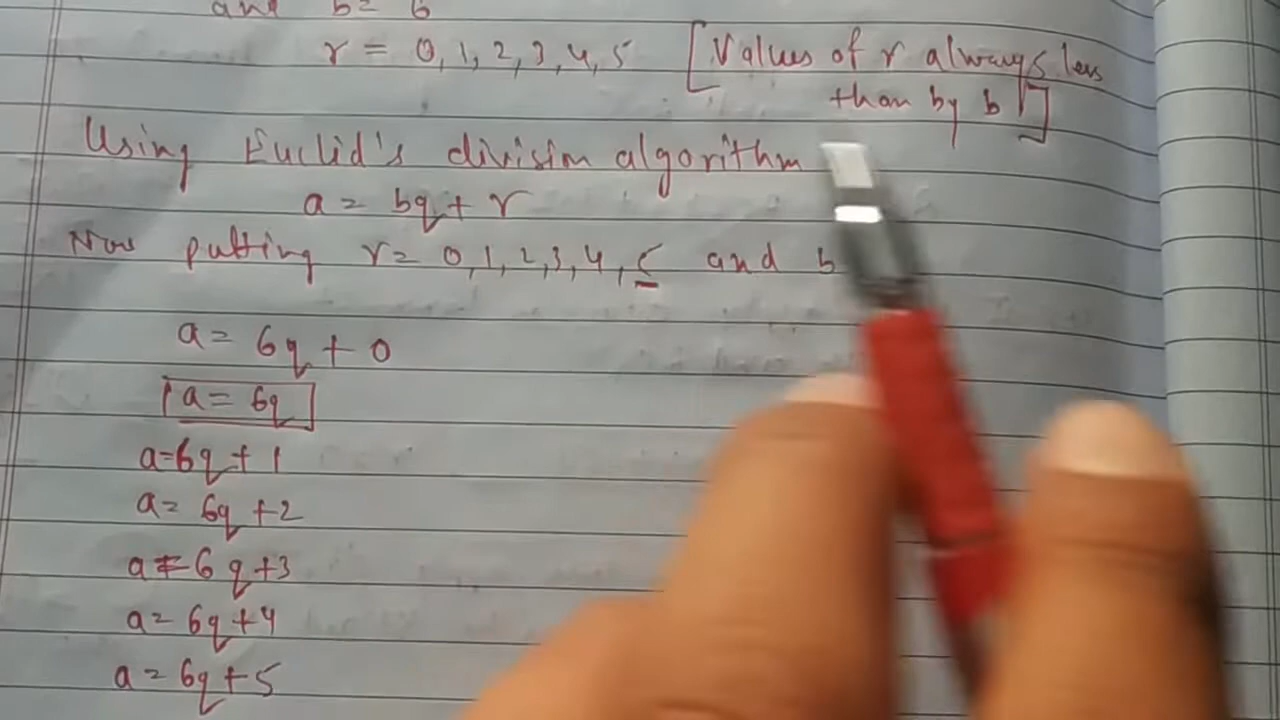 and b= 6
r = 0,1,2,3,4,5 [Values of r always less
than by b]
Using Euclid's division algorithm
a = bq + r
Now putting r= 0,1,2,3,4,5 and b
a= 6q + 0
a= 6q
a=6q+1
a= 6q+2
a=6q+3
a= 6q+4
a= 6q+5